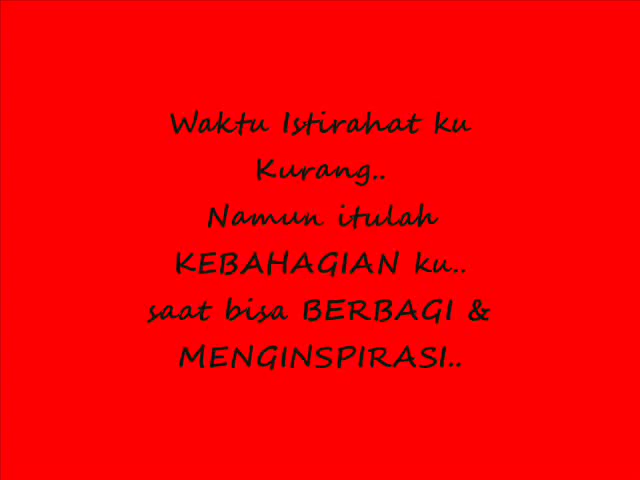 Waktu Istirahat ku
Kurang..
Namun itulah
KEBAHAGIAN ku..
saat bisa BERBAGI &
MENGINSPIRASI..